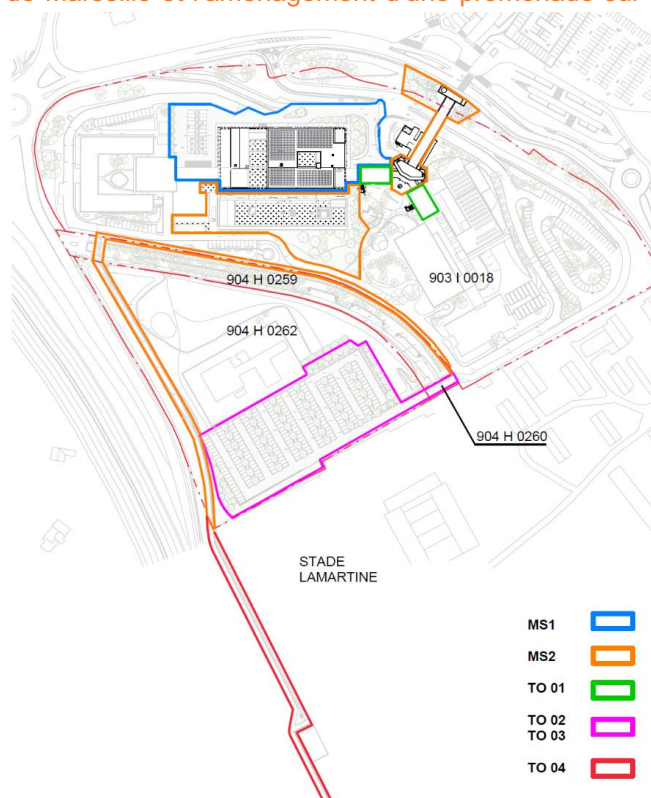 de Marseille et l'aménagement d'une promenade sur
904 H 0259
903 I 0018
904 H 0262
904 H 0260
STADE
LAMARTINE
MS1
MS2
TO 01
TO 02
TO 03
TO 04